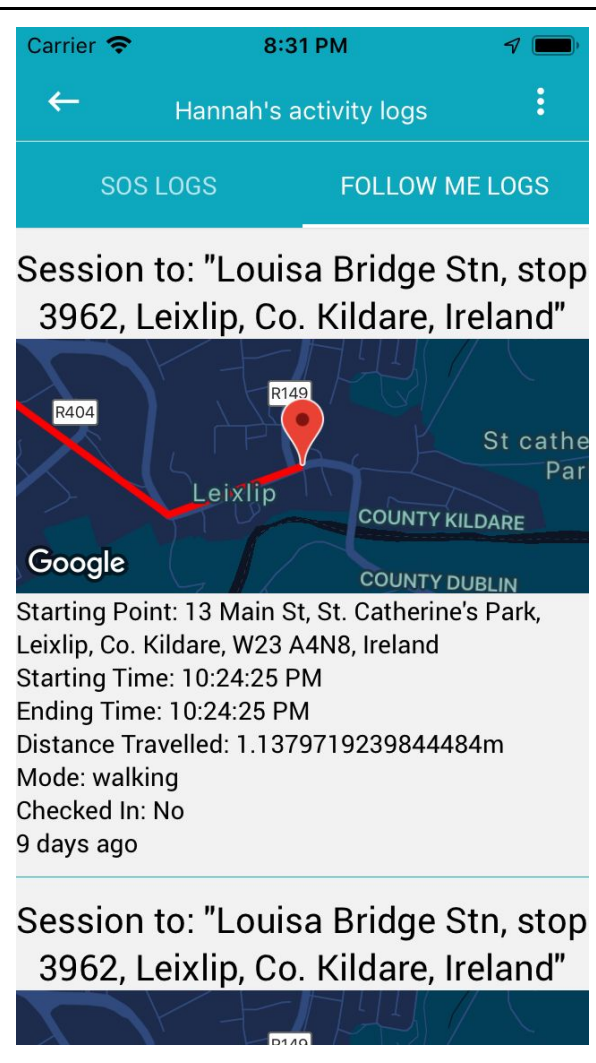 Carrier 8:31 PM
Hannah's activity logs
SOS LOGS FOLLOW ME LOGS
Session to: "Louisa Bridge Stn, stop
3962, Leixlip, Co. Kildare, Ireland"
R149
R404
St cathe
Par
Leixlip
COUNTY KILDARE
Google
COUNTY DUBLIN
Starting Point: 13 Main St, St. Catherine's Park,
Leixlip, Co. Kildare, W23 A4N8, Ireland
Starting Time: 10:24:25 PM
Ending Time: 10:24:25 PM
Distance Travelled: 1.1379719239844484m
Mode: walking
Checked In: No
9 days ago
Session to: "Louisa Bridge Stn, stop
3962, Leixlip, Co. Kildare, Ireland"
R149